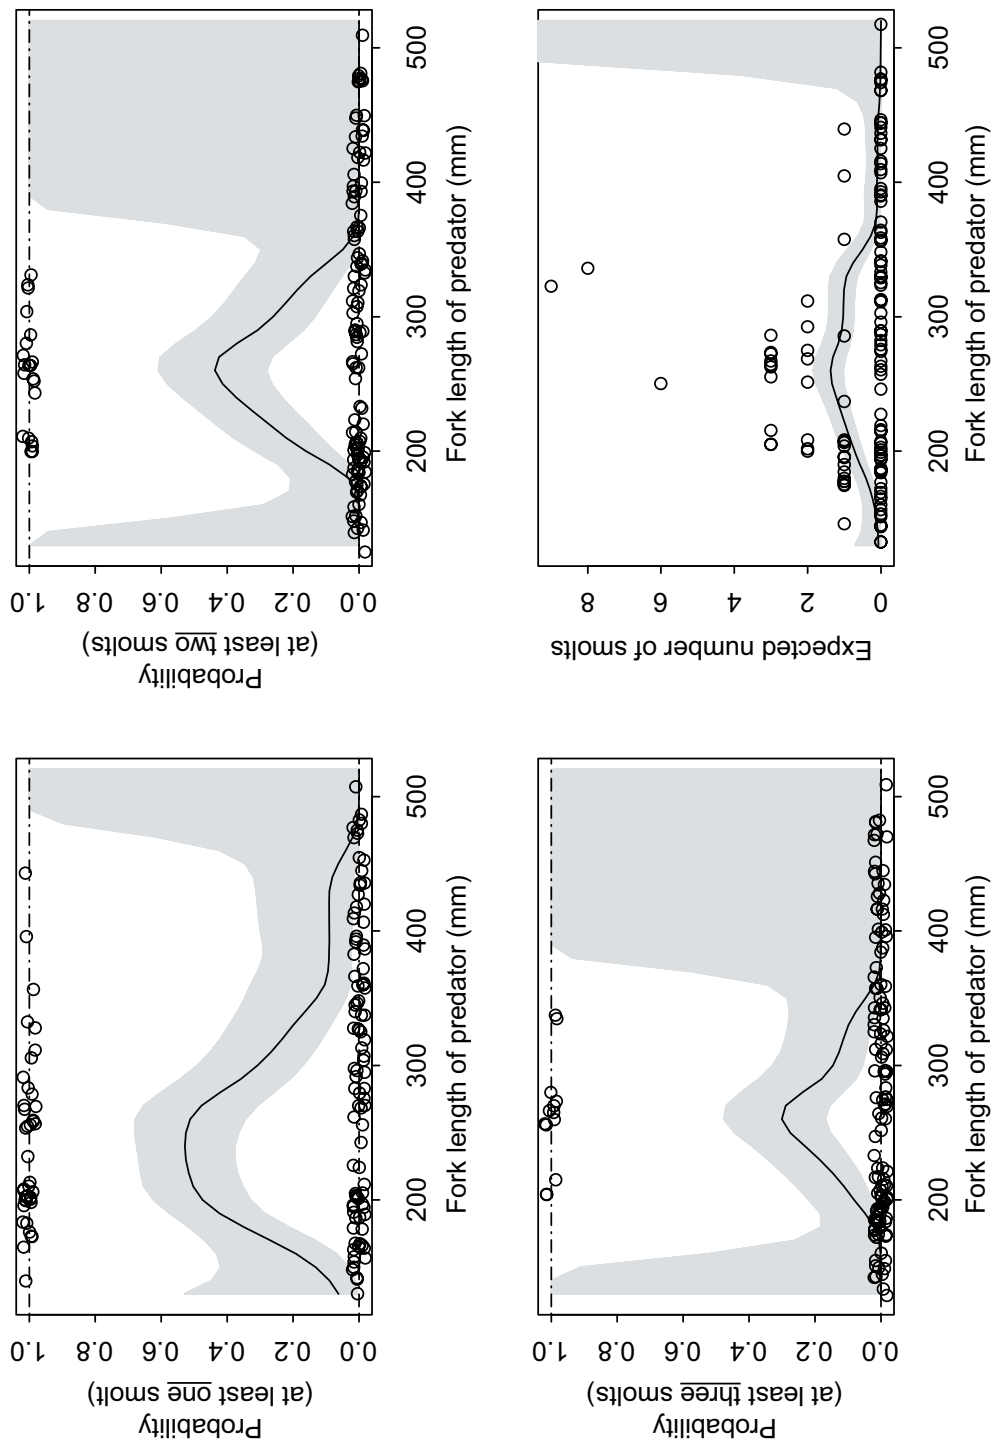 Probability
(at least one smolt)
1.0
0.8
0.6
0.4
0.2
0.0
200 300 400 500
Fork length of predator (mm)
Probability
(at least two smolts)
1.0
0.8
0.6
0.4
0.2
0.0
200 300 400 500
Fork length of predator (mm)
Probability
(at least three smolts)
1.0
0.8
0.6
0.4
0.2
0.0
200 300 400 500
Fork length of predator (mm)
Expected number of smolts
8
6
4
2
0
200 300 400 500
Fork length of predator (mm)